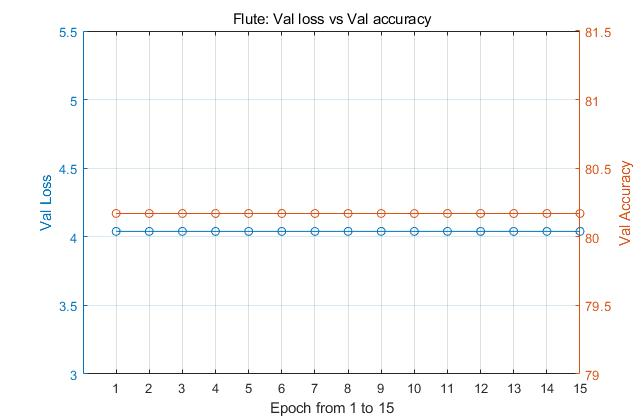 Flute: Val loss vs Val accuracy
5.5
5
4.5
4
3.5
3
Val Loss
81.5
81
80.5
80
79.5
79
Val Accuracy
1 2 3 4 5 6 7 8 9 10 11 12 13 14 15
Epoch from 1 to 15